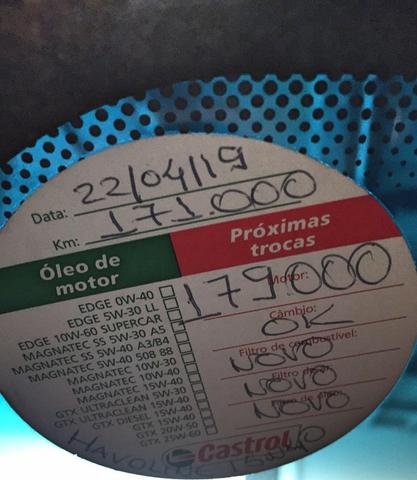 Data: 22/04/19
Km: 171.000
Óleo de motor
Próximas trocas
EDGE 0W-40
EDGE 5W-30 LL
EDGE 10W-60 SUPERCAR
MAGNATEC SS 5W-30 A5
MAGNATEC SS 5W-40 A3/B4
MAGNATEC 5W-40 508 88
MAGNATEC 10W-30
MAGNATEC 10W-40
MAGNATEC 15W-40
GTX ULTRACLEAN 5W-30
GTX ULTRACLEAN 15W-40
GTX DIESEL 15W-40
GTX 15W-40
GTX 20W-50
GTX 25W-60
Motor: 179.000
Câmbio: OK
Filtro de combustível: NOVO
Filtro NOVO
Filtro NOVO
Castrol
HAVOLINE 15W40